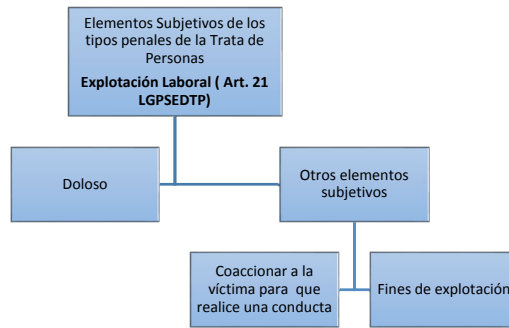 Elementos Subjetivos de los
tipos penales de la Trata de
Personas
Explotación Laboral ( Art. 21
LGPSEDTP)
Doloso
Otros elementos
subjetivos
Coaccionar a la
víctima para que
realice una conducta
Fines de explotación